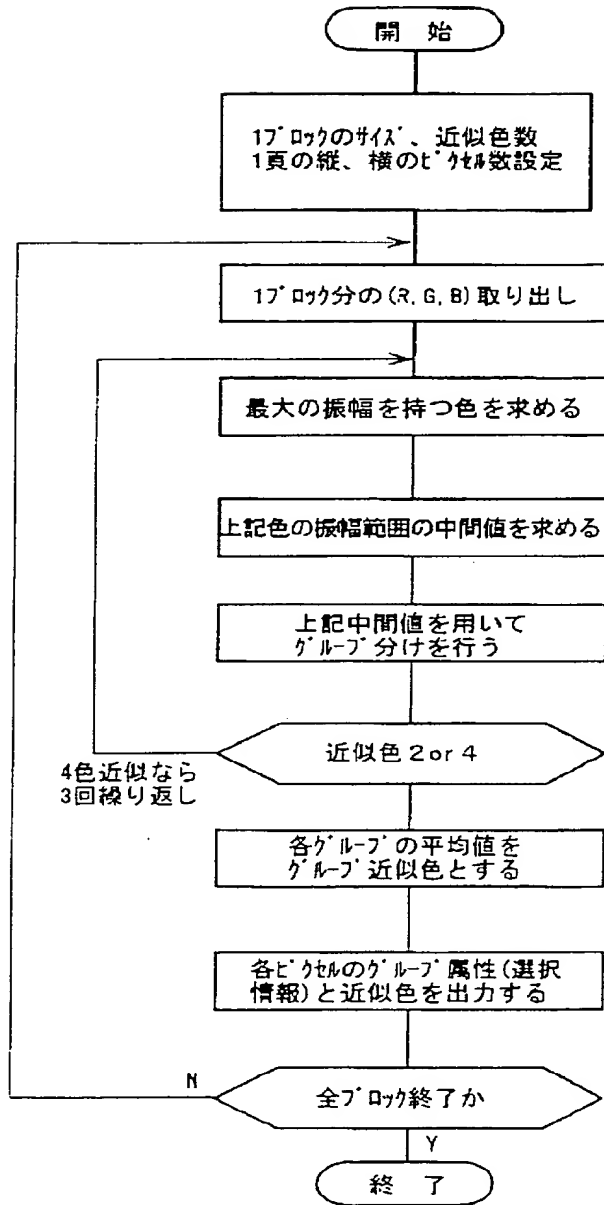 開 始
1ブロックのサイズ、近似色数
1頁の縦、横のピクセル数設定
1ブロック分の(R,G,B)取り出し
最大の振幅を持つ色を求める
上記色の振幅範囲の中間値を求める
上記中間値を用いて
グループ分けを行う
近似色2or4
4色近似なら
3回繰り返し
各グループの平均値を
グループ近似色とする
各ピクセルのグループ属性(選択
情報)と近似色を出力する
N
全ブロック終了か
Y
終 了